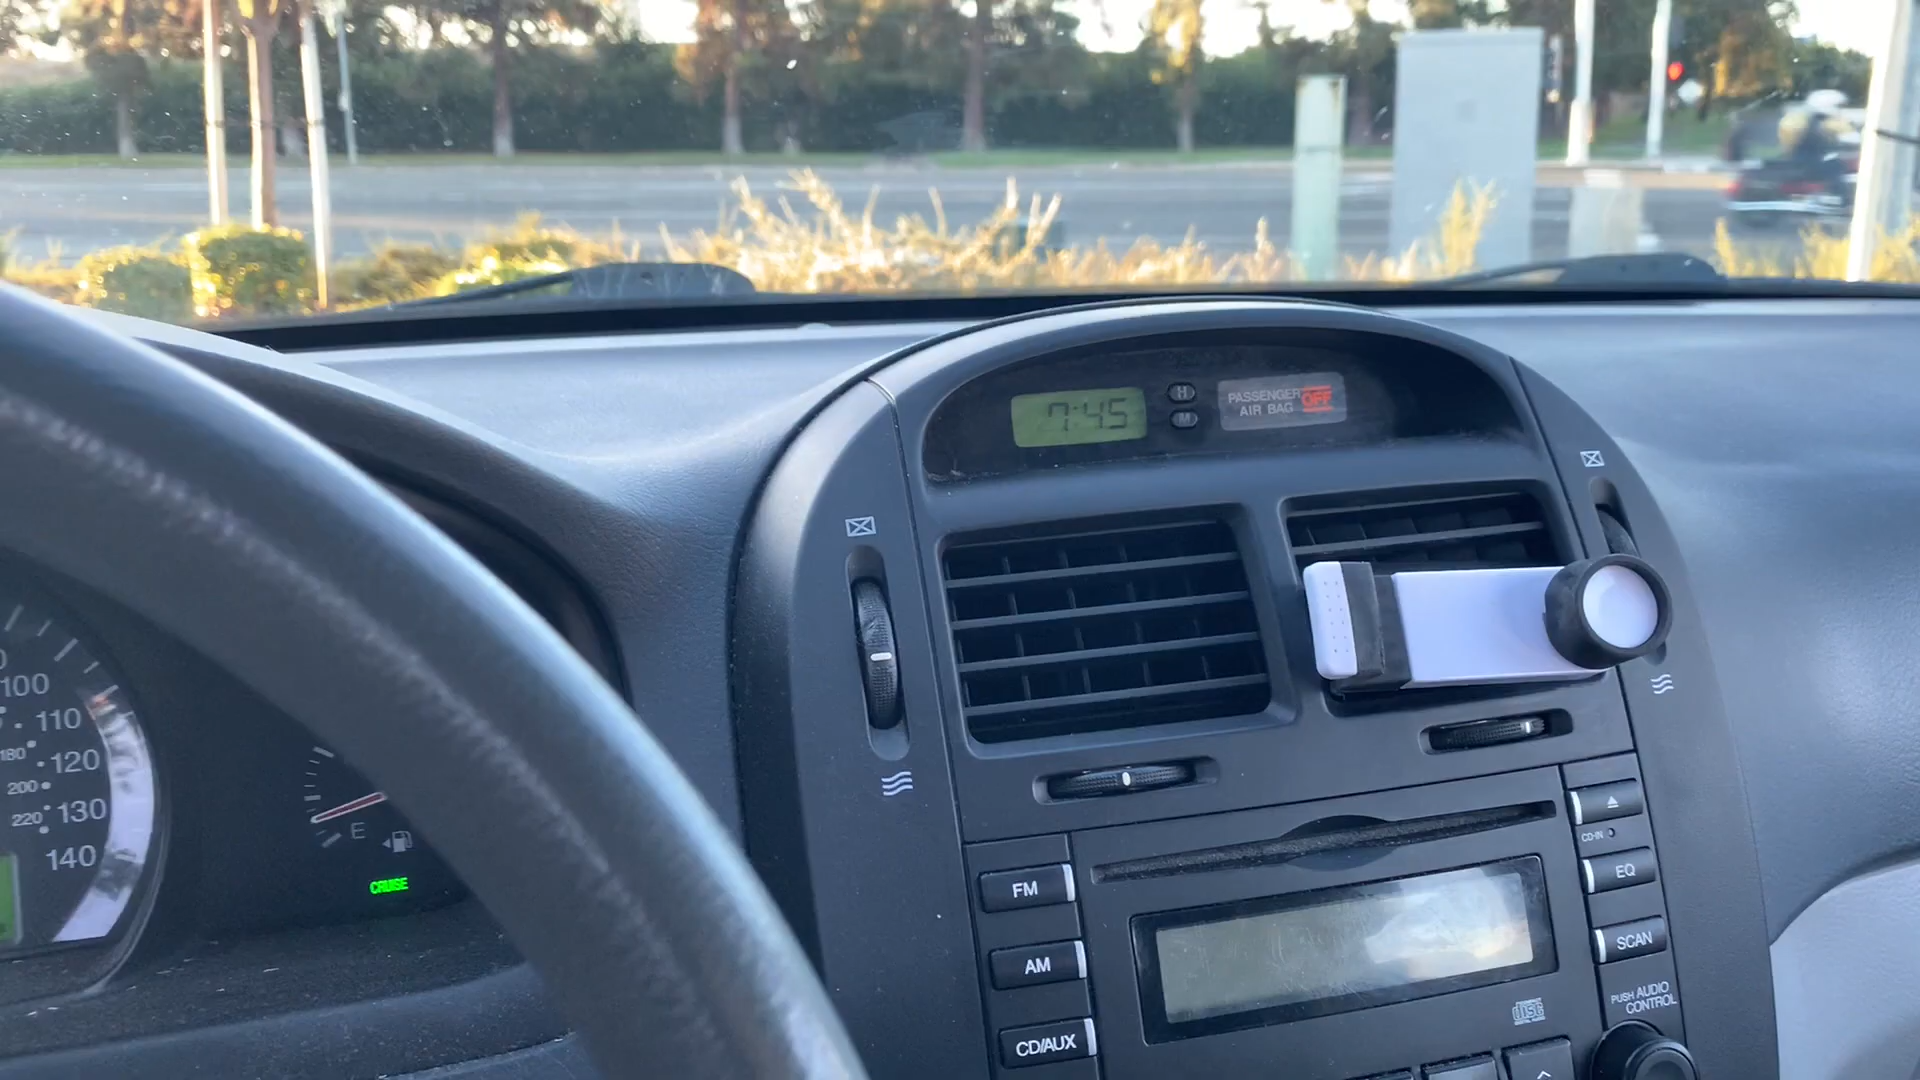 7:45
H
M
PASSENGER
AIR BAG OFF
100
110
180
120
200
220 130
140
E
CRUISE
FM
AM
CD/AUX
CD-IN
EQ
SCAN
PUSH AUDIO
CONTROL
DISC